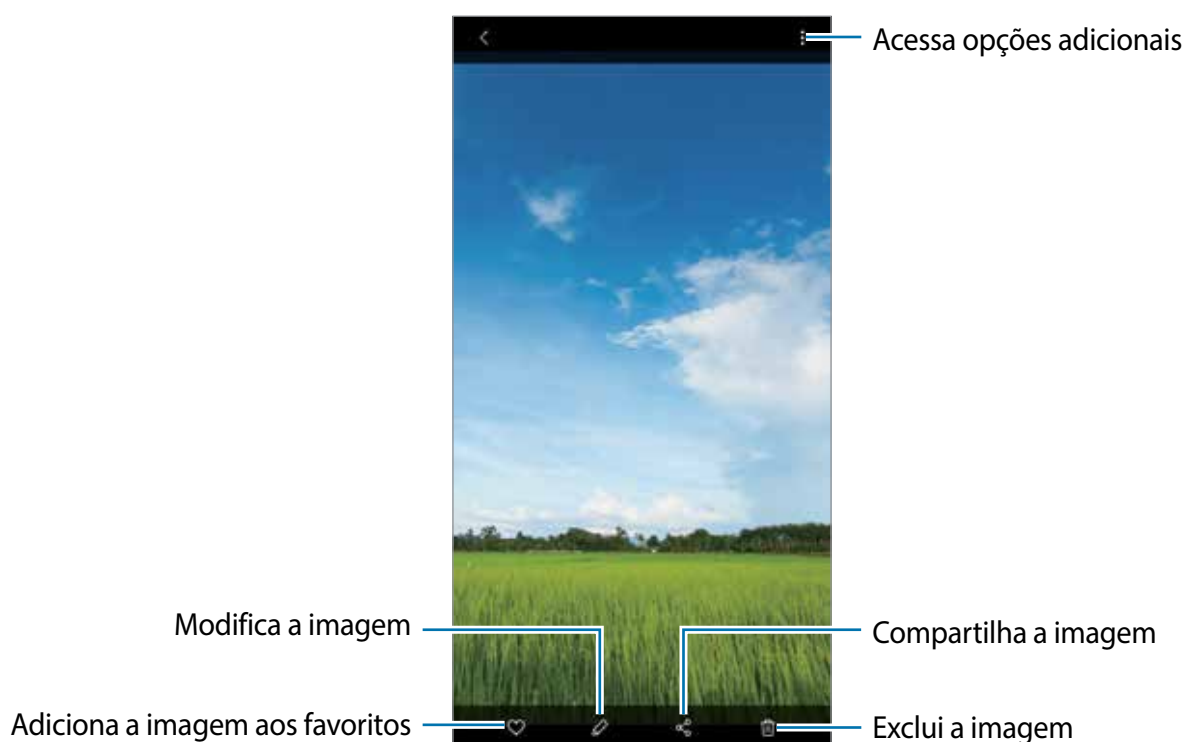 Acessa opções adicionais
Modifica a imagem
Compartilha a imagem
Adiciona a imagem aos favoritos
Exclui a imagem